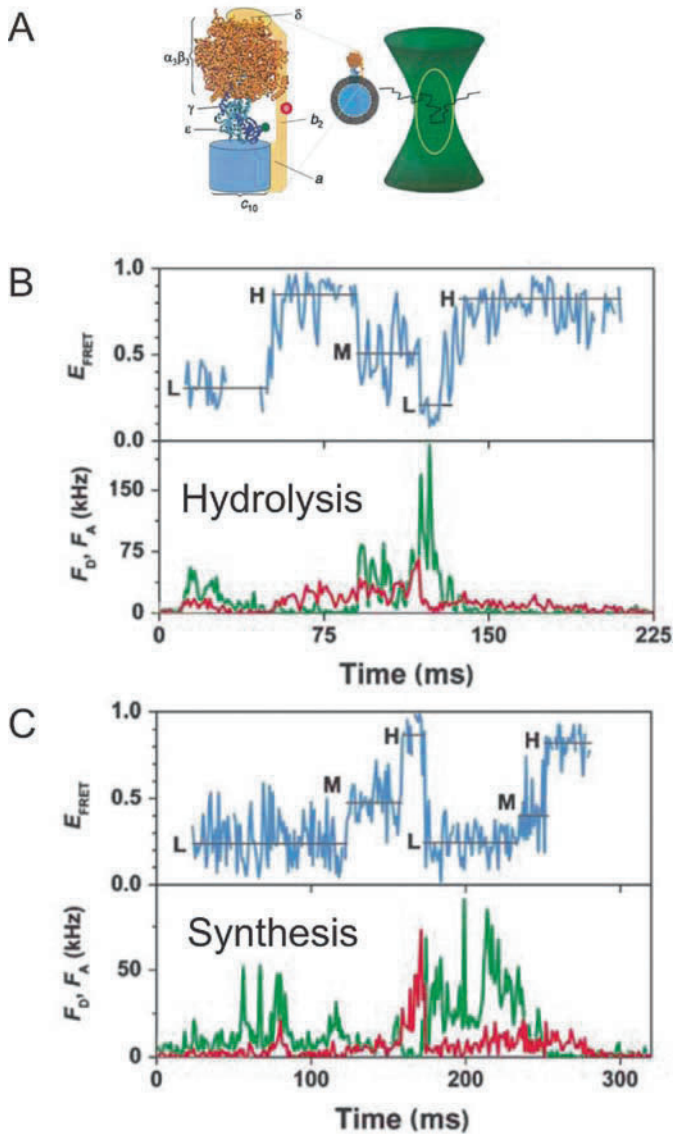 A
δ
α3β3
γ
ε
b2
a
c10
B
1.0
H
H
EFRET
0.5
M
L
L
0.0
FD, FA (kHz)
150
Hydrolysis
75
0
0 75 150 225
Time (ms)
C
1.0
H
H
EFRET
M
0.5
M
L
L
0.0
FD, FA (kHz)
Synthesis
50
0
0 100 200 300
Time (ms)